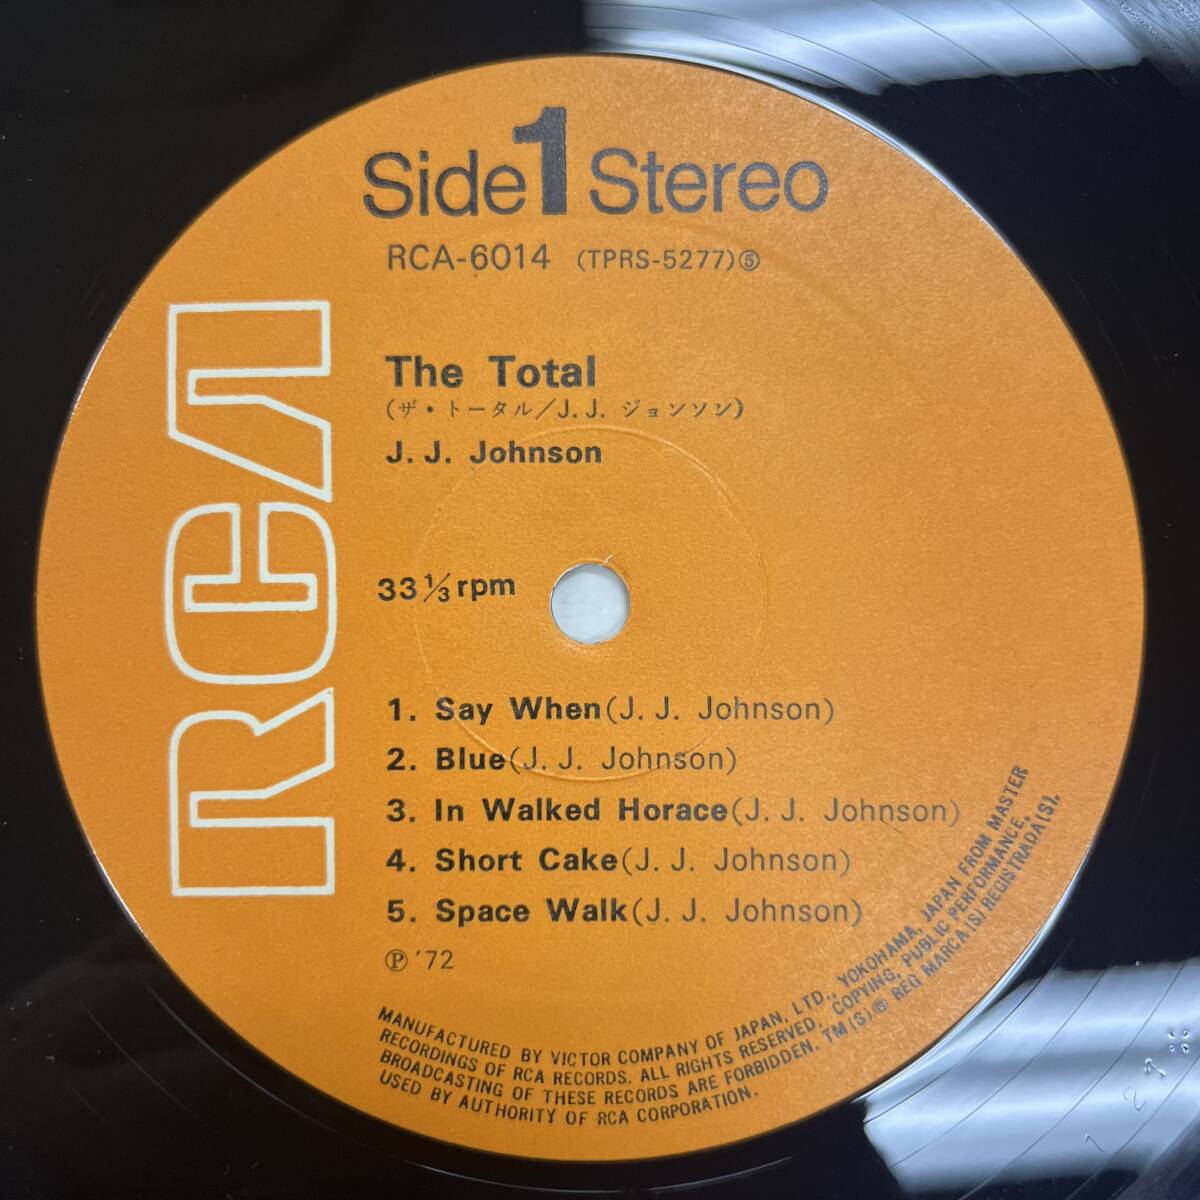 Side 1 Stereo
RCA-6014 (TPRS-5277)⑤
The Total
(ザ・トータル/J.J. ジョンソン)
J. J. Johnson
RCA
33 1/3 rpm
1. Say When(J. J. Johnson)
2. Blue(J. J. Johnson)
3. In Walked Horace(J. J. Johnson)
4. Short Cake(J. J. Johnson)
5. Space Walk(J. J. Johnson)
Ⓟ '72
MANUFACTURED BY VICTOR COMPANY OF JAPAN, LTD., YOKOHAMA, JAPAN FROM MASTER
RECORDINGS OF RCA RECORDS. ALL RIGHTS RESERVED, COPYING, PUBLIC PERFORMANCE,
BROADCASTING OF THESE RECORDS ARE FORBIDDEN. TM(S)® REG MARCA(S) REGISTRADA(S).
USED BY AUTHORITY OF RCA CORPORATION.